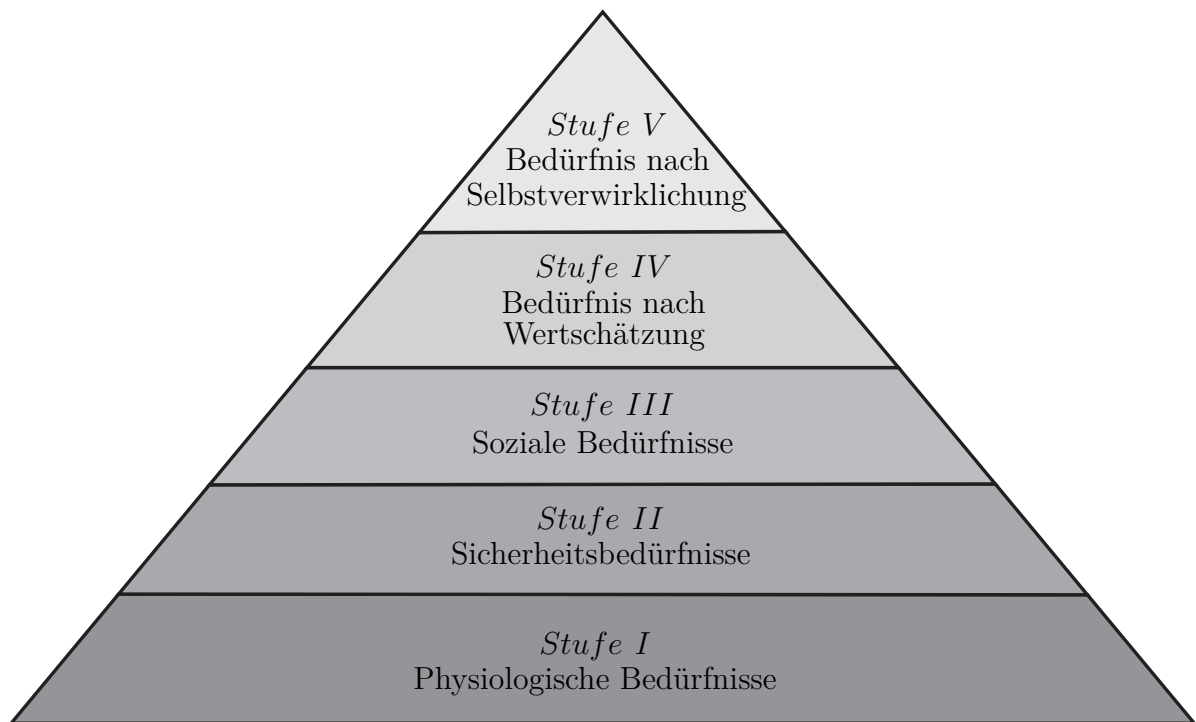 Stufe V
Bedürfnis nach
Selbstverwirklichung
Stufe IV
Bedürfnis nach
Wertschätzung
Stufe III
Soziale Bedürfnisse
Stufe II
Sicherheitsbedürfnisse
Stufe I
Physiologische Bedürfnisse